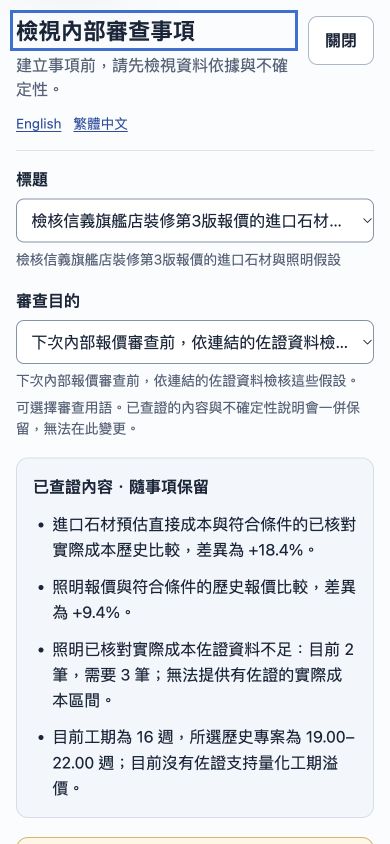 檢視內部審查事項
關閉
建立事項前，請先檢視資料依據與不確
定性。
English 繁體中文
標題
檢核信義旗艦店裝修第3版報價的進口石材...
檢核信義旗艦店裝修第3版報價的進口石材與照明假設
審查目的
下次內部報價審查前，依連結的佐證資料檢...
下次內部報價審查前，依連結的佐證資料檢核這些假設。
可選擇審查用語。已查證的內容與不確定性說明會一併保
留，無法在此變更。
已查證內容 · 隨事項保留
• 進口石材預估直接成本與符合條件的已核對
實際成本歷史比較，差異為 +18.4%。
• 照明報價與符合條件的歷史報價比較，差異
為 +9.4%。
• 照明已核對實際成本佐證資料不足：目前 2
筆，需要 3 筆；無法提供有佐證的實際成
本區間。
• 目前工期為 16 週，所選歷史專案為 19.00–
22.00 週；目前沒有佐證支持量化工期溢
價。